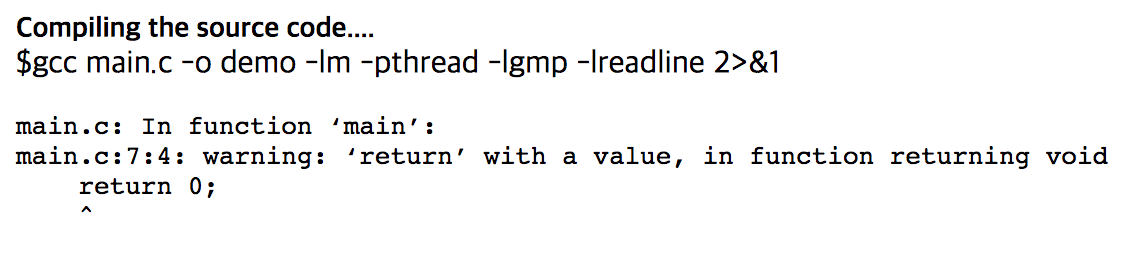 Compiling the source code....
$gcc main.c -o demo -lm -pthread -lgmp -lreadline 2>&1
main.c: In function ‘main’:
main.c:7:4: warning: ‘return’ with a value, in function returning void
return 0;
^